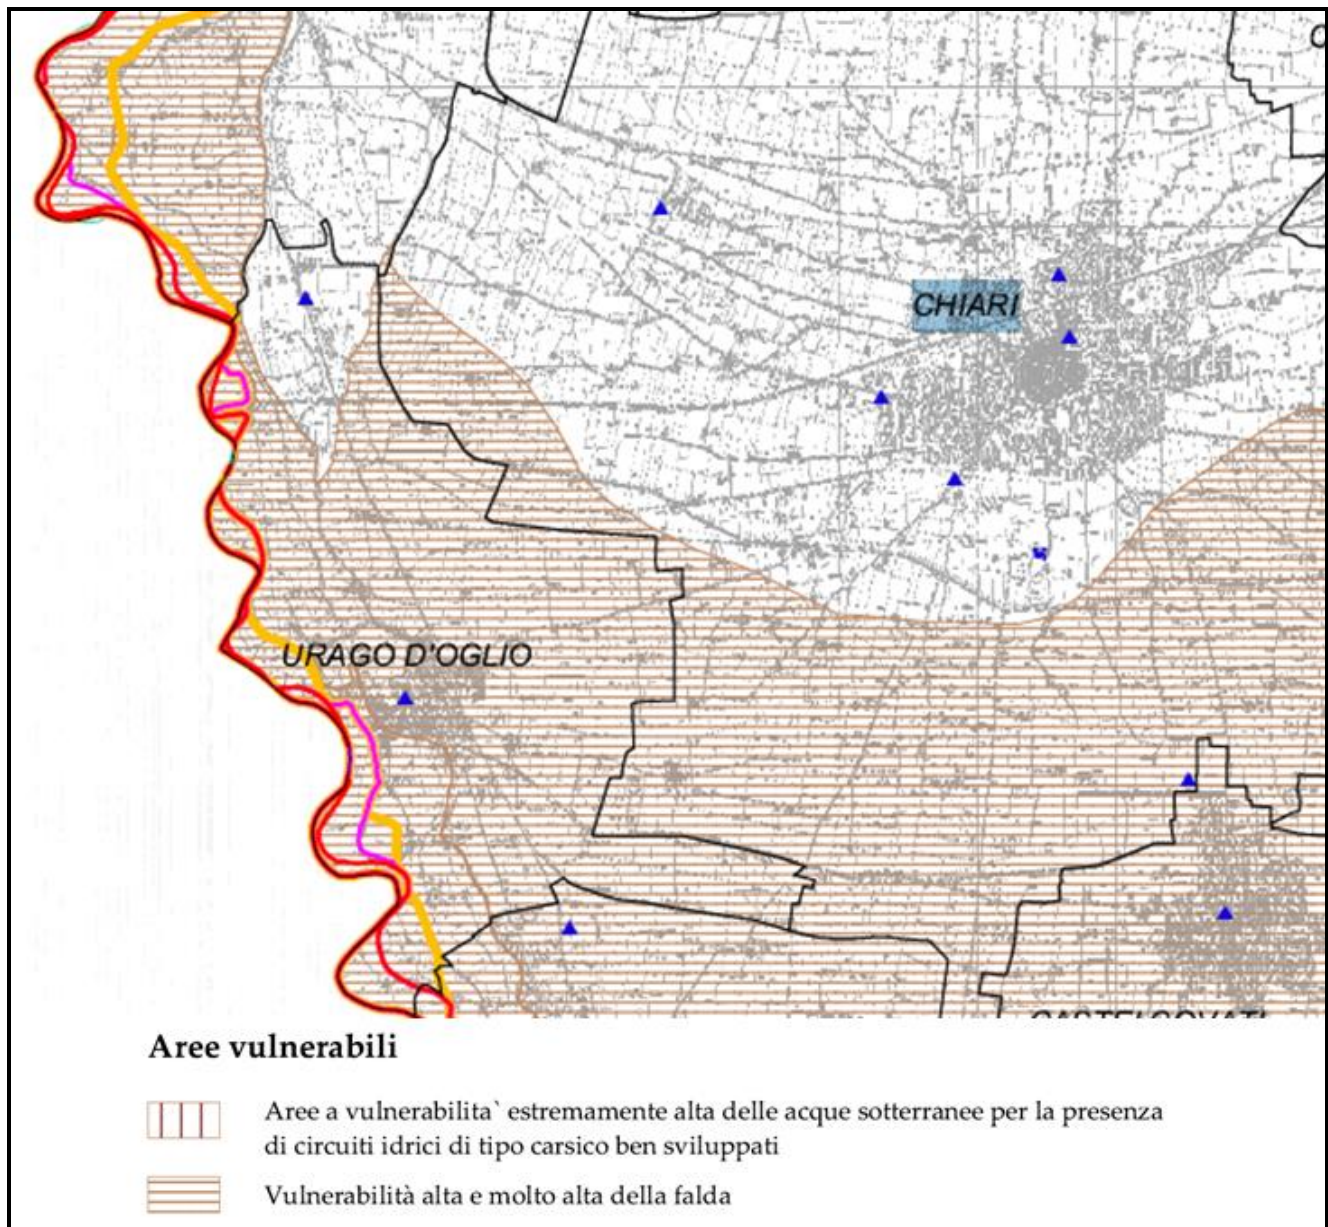 CHIARI
URAGO D'OGLIO
Aree vulnerabili
Aree a vulnerabilita` estremamente alta delle acque sotterranee per la presenza
di circuiti idrici di tipo carsico ben sviluppati
Vulnerabilità alta e molto alta della falda